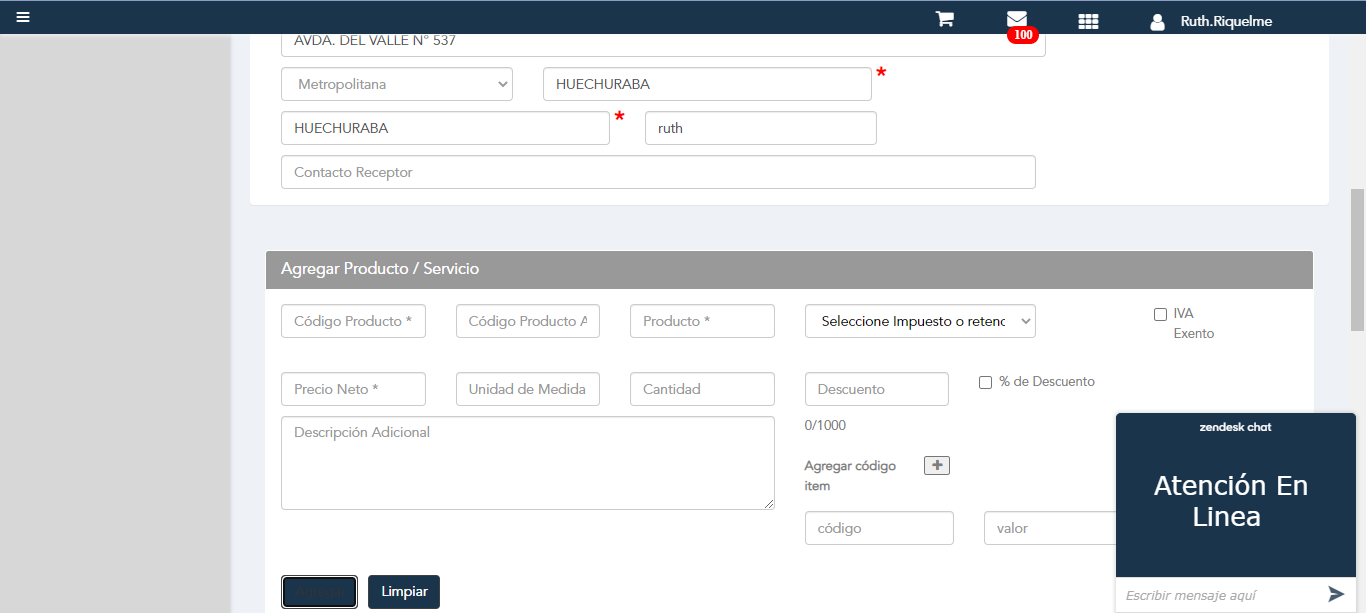 Ruth.Riquelme
100
AVDA. DEL VALLE N° 537
Metropolitana
HUECHURABA
*
HUECHURABA
*
ruth
Contacto Receptor
Agregar Producto / Servicio
Código Producto *
Código Producto A
Producto *
Seleccione Impuesto o retenc
IVA
Exento
Precio Neto *
Unidad de Medida
Cantidad
Descuento
% de Descuento
Descripción Adicional
0/1000
Agregar código
item
código
valor
Agregar
Limpiar
zendesk chat
Atención En
Linea
Escribir mensaje aquí